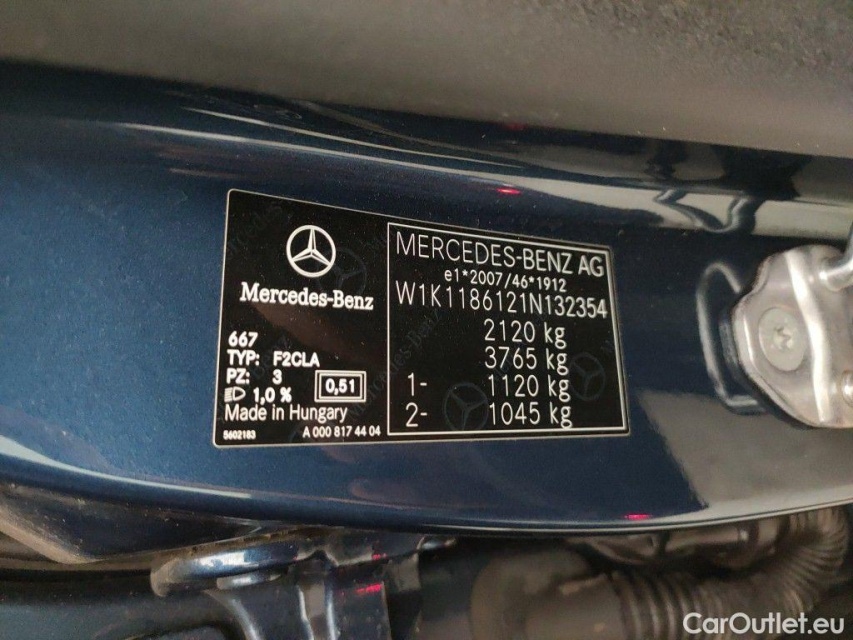 Mercedes-Benz
667
TYP: F2CLA
PZ: 3
1,0 %
0,51
Made in Hungary
5602183
A 000 817 44 04
MERCEDES-BENZ AG
e1*2007/46*1912
W1K1186121N132354
2120 kg
3765 kg
1- 1120 kg
2- 1045 kg
CarOutlet.eu